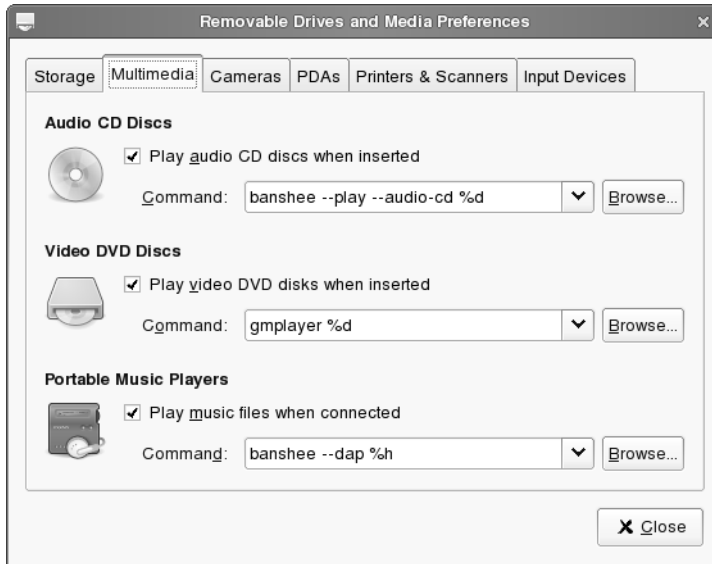 Removable Drives and Media Preferences
Storage Multimedia Cameras PDAs Printers & Scanners Input Devices
Audio CD Discs
Play audio CD discs when inserted
Command: banshee --play --audio-cd %d Browse...
Video DVD Discs
Play video DVD disks when inserted
Command: gmplayer %d Browse...
Portable Music Players
Play music files when connected
Command: banshee --dap %h Browse...
Close